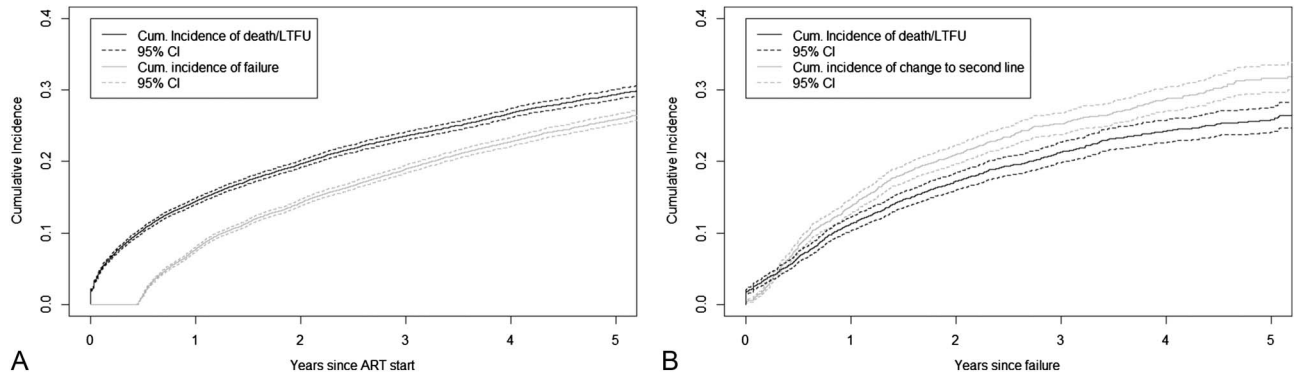 0.4
0.3
0.2
0.1
0.0
Cumulative Incidence
Cum. Incidence of death/LTFU
95% CI
Cum. incidence of failure
95% CI
0 1 2 3 4 5
Years since ART start
A
0.4
0.3
0.2
0.1
0.0
Cumulative Incidence
Cum. Incidence of death/LTFU
95% CI
Cum. incidence of change to second line
95% CI
0 1 2 3 4 5
Years since failure
B